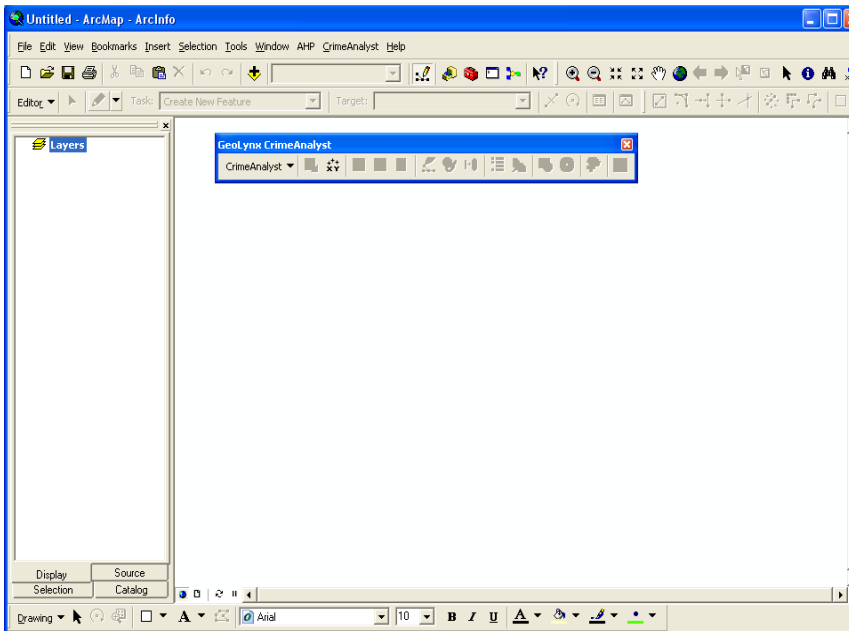 Untitled - ArcMap - ArcInfo
File Edit View Bookmarks Insert Selection Tools Window AHP CrimeAnalyst Help
Editor Task: Create New Feature Target:
Layers
GeoLynx CrimeAnalyst
CrimeAnalyst XY
Display Source
Selection Catalog
Drawing A Arial 10 B I U A